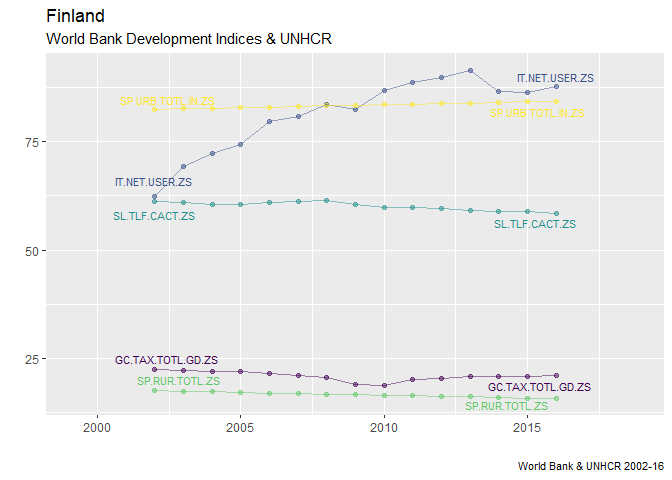 Finland
World Bank Development Indices & UNHCR
IT.NET.USER.ZS
SP.URB.TOTL.IN.ZS
SP.URB.TOTL.IN.ZS
75
IT.NET.USER.ZS
SL.TLF.CACT.ZS
SL.TLF.CACT.ZS
50
GC.TAX.TOTL.GD.ZS
25
SP.RUR.TOTL.ZS
GC.TAX.TOTL.GD.ZS
SP.RUR.TOTL.ZS
2000 2005 2010 2015
World Bank & UNHCR 2002-16